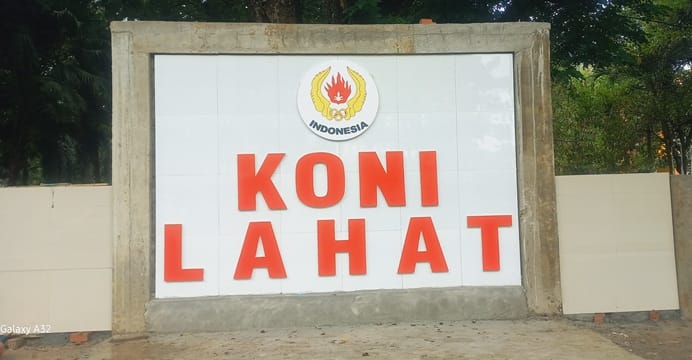 INDONESIA
KONI
LAHAT
Galaxy A32